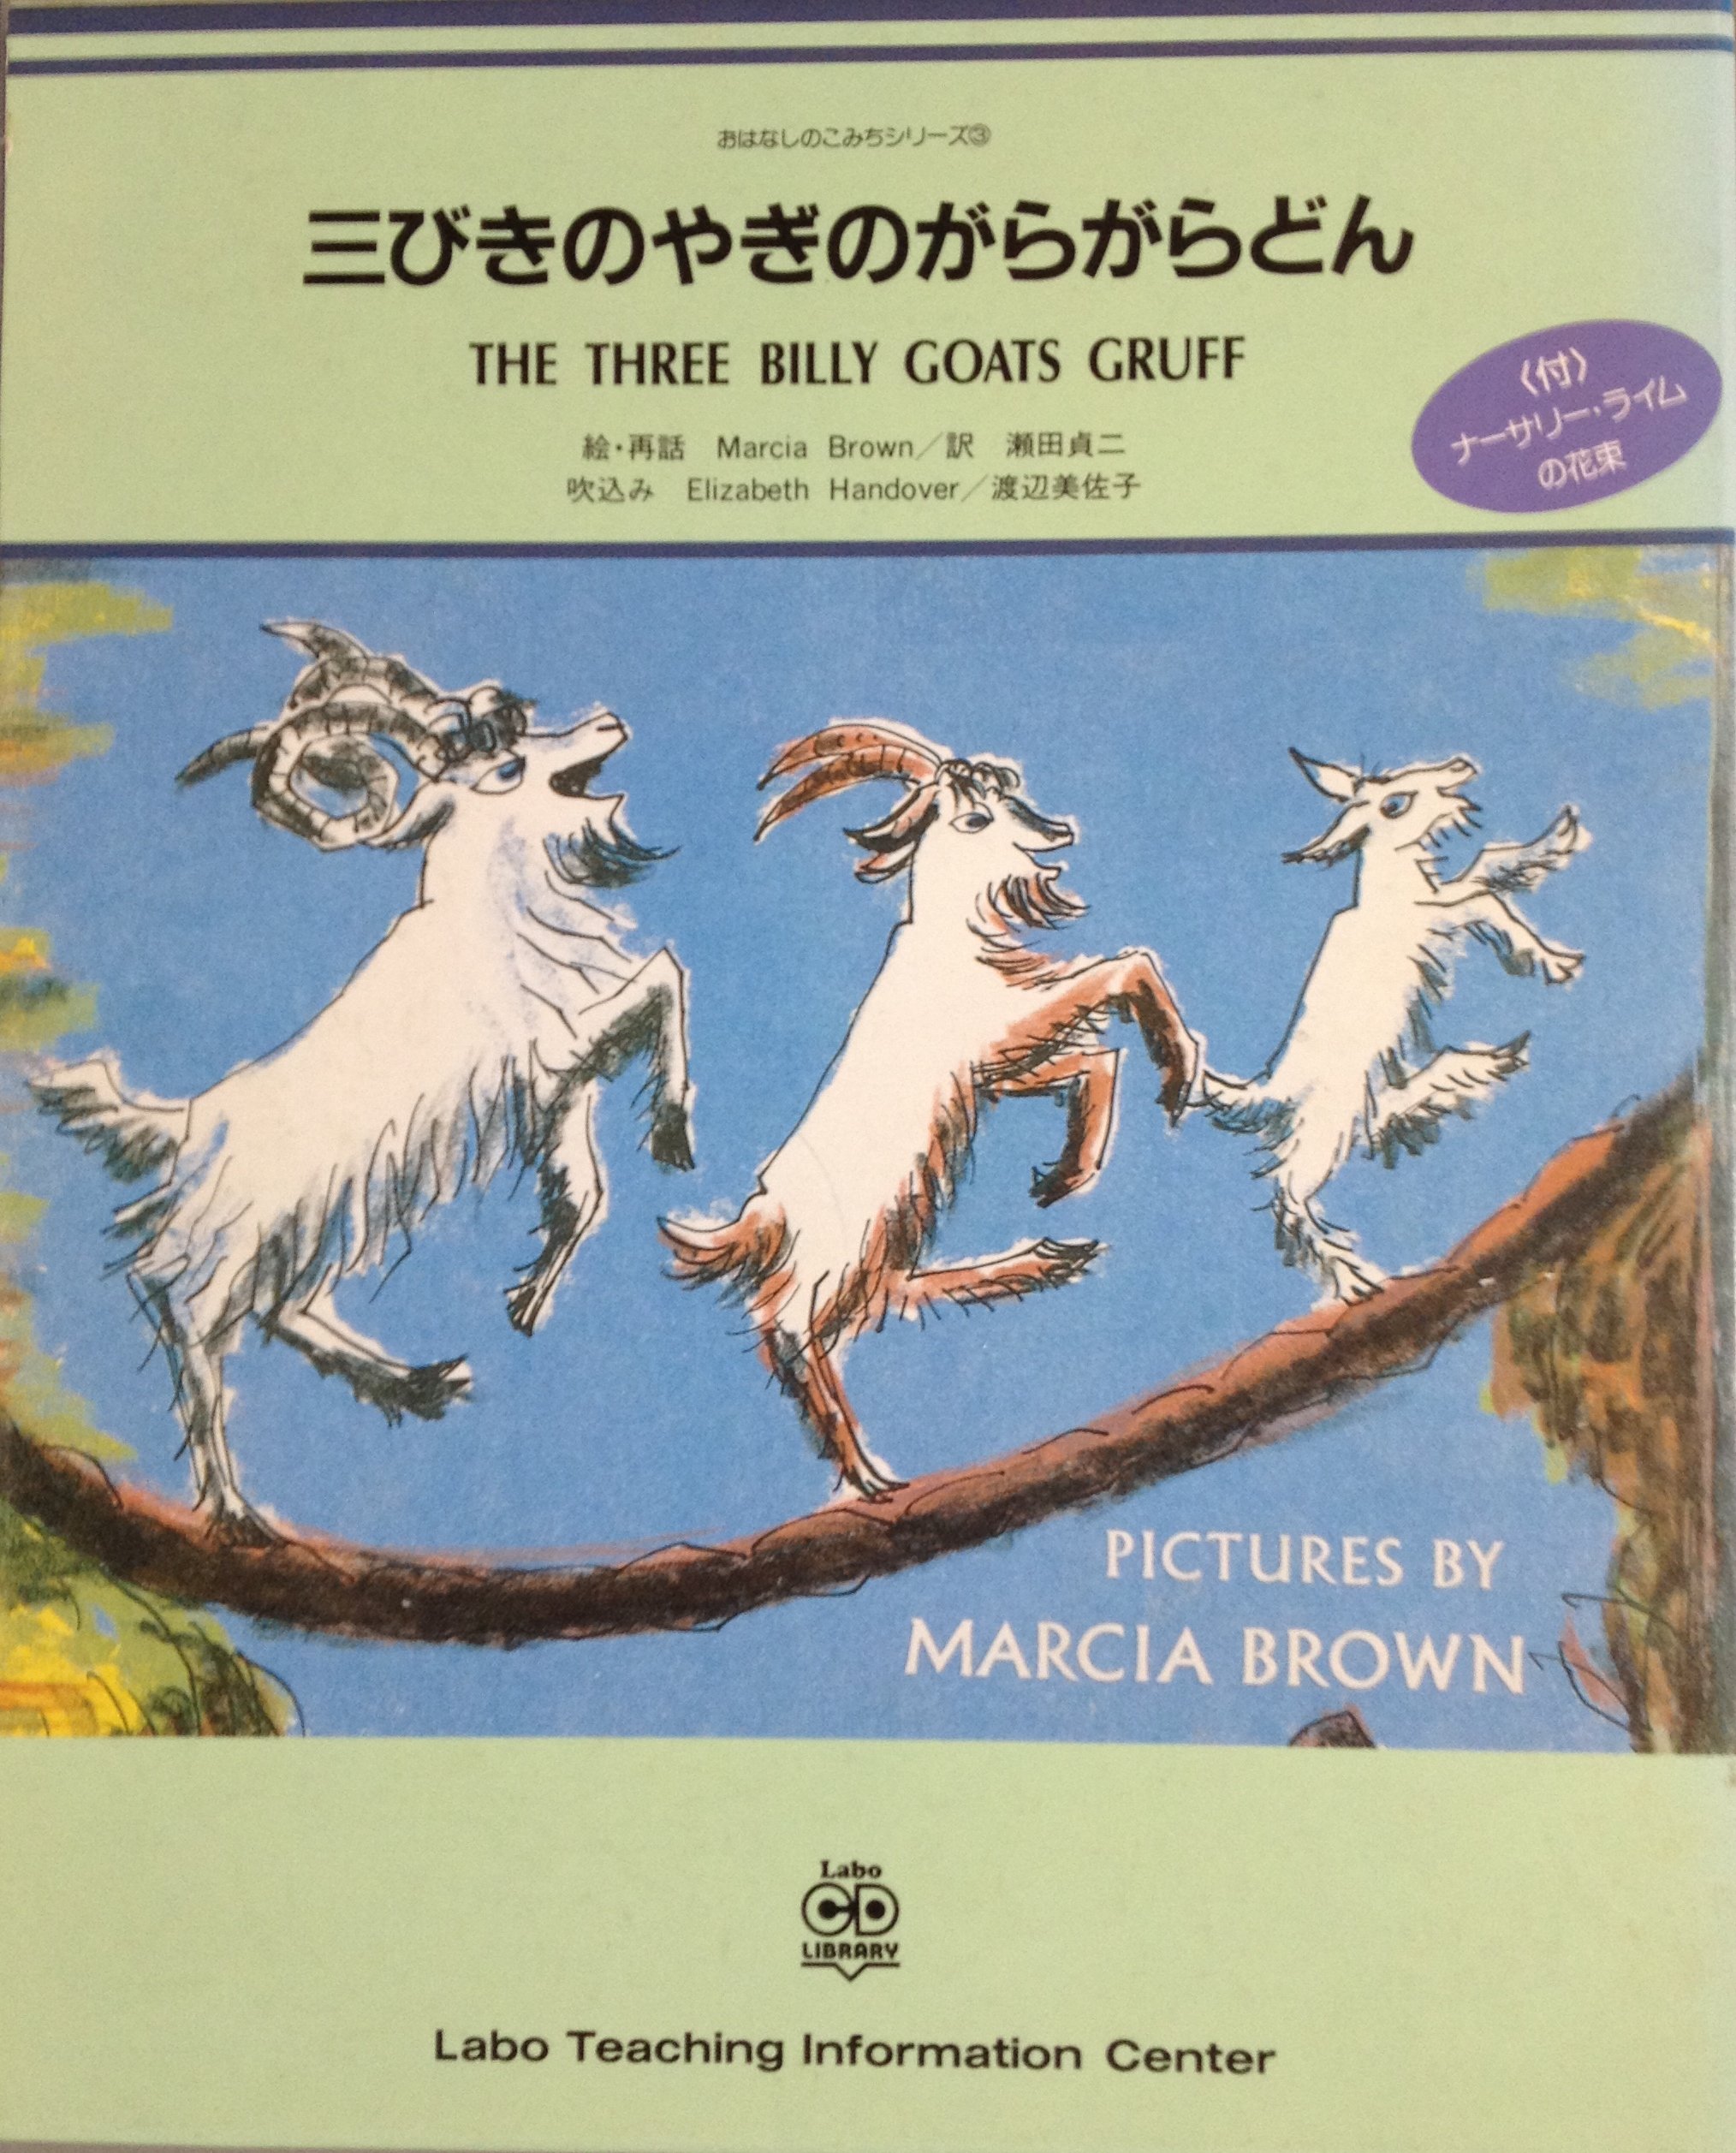 おはなしのこみちシリーズ③
三びきのやぎのがらがらどん
THE THREE BILLY GOATS GRUFF
絵・再話 Marcia Brown／訳 瀬田貞二
吹込み Elizabeth Handover／渡辺美佐子
〈付〉
ナーサリー・ライム
の花束
PICTURES BY
MARCIA BROWN
Labo
CD
LIBRARY
Labo Teaching Information Center